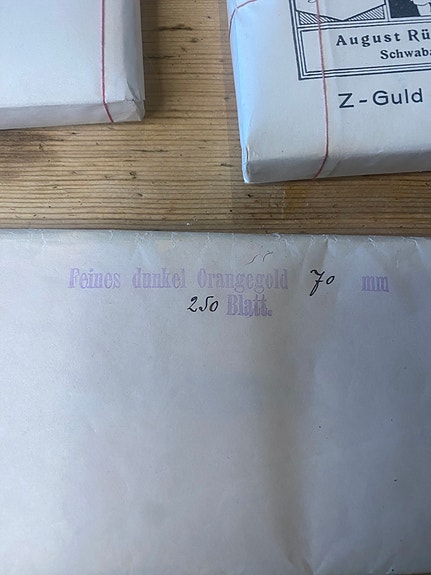 August Rü
Schwaba
Z-Guld
Feines dunkel Orangegold 70 mm
250 Blatt.